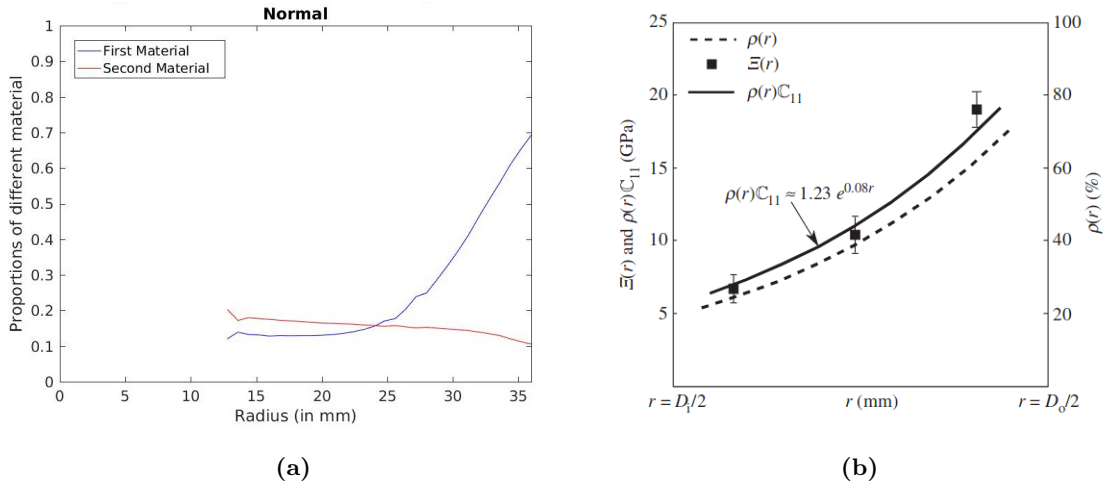 Normal
Proportions of different material
1
0.9
0.8
0.7
0.6
0.5
0.4
0.3
0.2
0.1
0
First Material
Second Material
0 5 10 15 20 25 30 35
Radius (in mm)
(a)
Ξ(r) and ρ(r)ℂ₁₁ (GPa)
25
20
15
10
5
ρ(r)
Ξ(r)
ρ(r)ℂ₁₁
ρ(r)ℂ₁₁ ≈ 1.23 e^0.08r
100
80
60
40
20
0
ρ(r) (%)
r = Dᵢ/2 r (mm) r = Dₒ/2
(b)